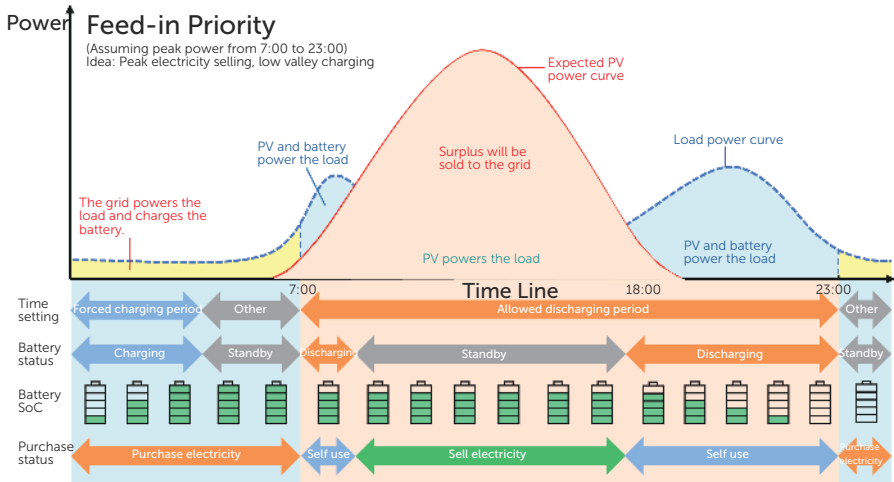 Power
Feed-in Priority
(Assuming peak power from 7:00 to 23:00)
Idea: Peak electricity selling, low valley charging
Expected PV
power curve
PV and battery
power the load
Surplus will be
sold to the grid
Load power curve
The grid powers the
load and charges the
battery.
PV powers the load
PV and battery
power the load
7:00
Time Line
18:00
23:00
Time
setting
Forced charging period
Other
Allowed discharging period
Other
Battery
status
Charging
Standby
Discharging
Standby
Discharging
Standby
Battery
SoC
Purchase
status
Purchase electricity
Self use
Sell electricity
Self use
Purchase
electricity